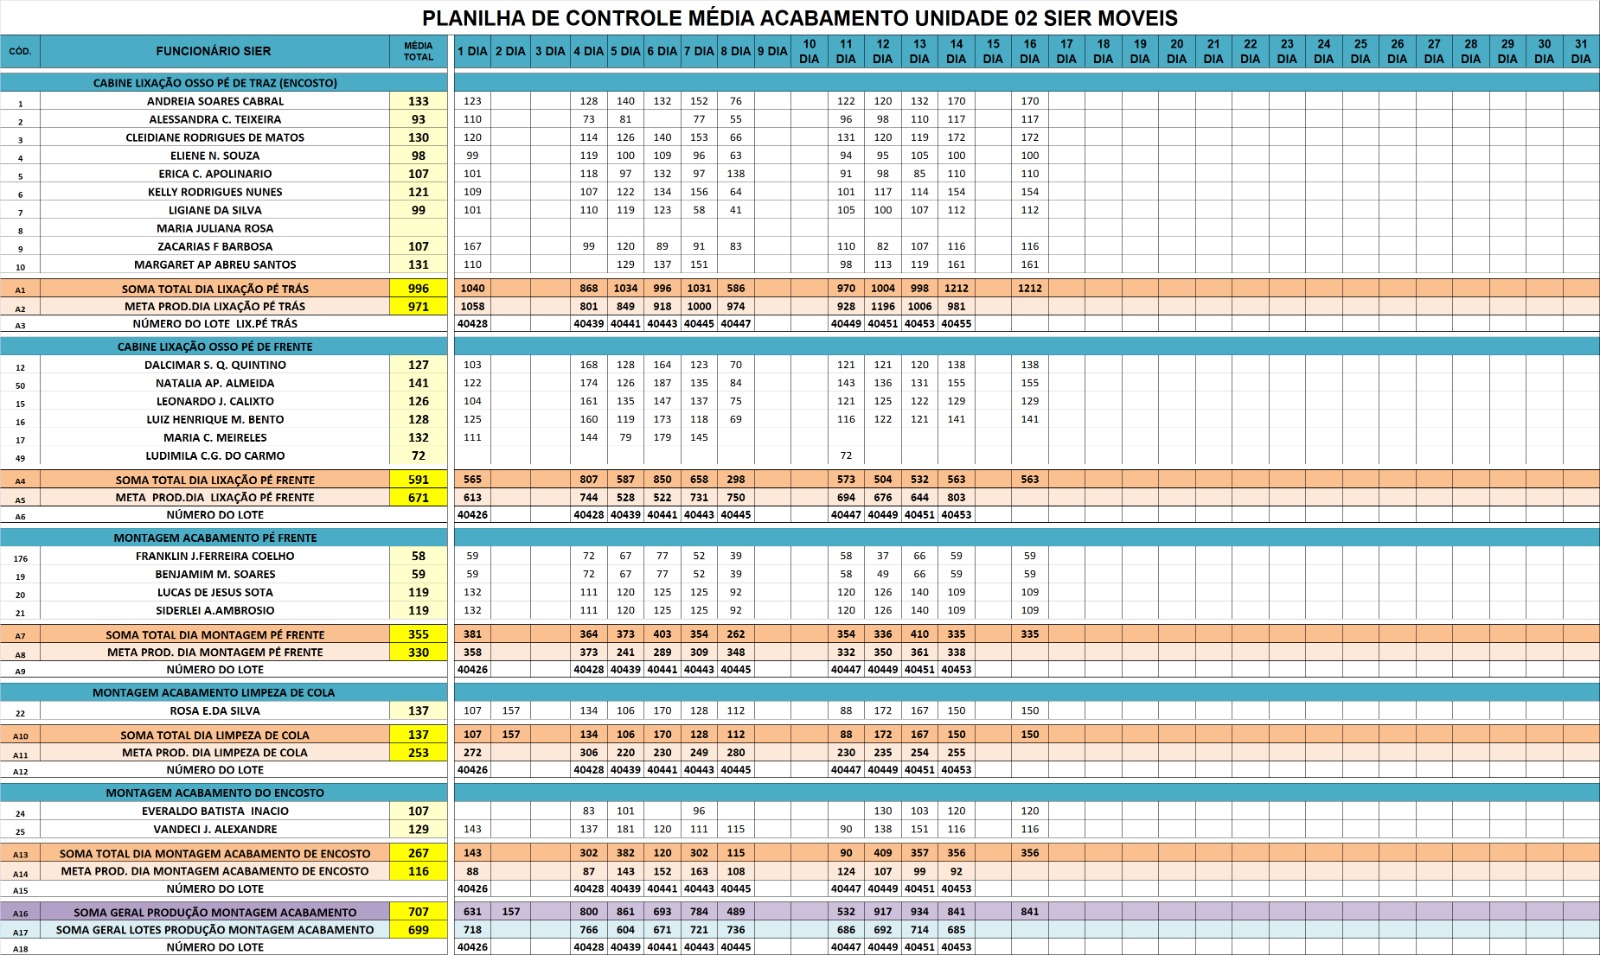 PLANILHA DE CONTROLE MÉDIA ACABAMENTO UNIDADE 02 SIER MOVEIS
CÓD. FUNCIONÁRIO SIER MÉDIA TOTAL 1 DIA 2 DIA 3 DIA 4 DIA 5 DIA 6 DIA 7 DIA 8 DIA 9 DIA 10 DIA 11 DIA 12 DIA 13 DIA 14 DIA 15 DIA 16 DIA 17 DIA 18 DIA 19 DIA 20 DIA 21 DIA 22 DIA 23 DIA 24 DIA 25 DIA 26 DIA 27 DIA 28 DIA 29 DIA 30 DIA 31 DIA
CABINE LIXAÇÃO OSSO PÉ DE TRAZ (ENCOSTO)
1 ANDREIA SOARES CABRAL 133 123 128 140 132 152 76 122 120 132 170 170
2 ALESSANDRA C. TEIXEIRA 93 110 73 81 77 55 96 98 110 117 117
3 CLEIDIANE RODRIGUES DE MATOS 130 120 114 126 140 153 66 131 120 119 172 172
4 ELIENE N. SOUZA 98 99 119 100 109 96 63 94 95 105 100 100
5 ERICA C. APOLINARIO 107 101 118 97 132 97 138 91 98 85 110 110
6 KELLY RODRIGUES NUNES 121 109 107 122 134 156 64 101 117 114 154 154
7 LIGIANE DA SILVA 99 101 110 119 123 58 41 105 100 107 112 112
8 MARIA JULIANA ROSA
9 ZACARIAS F BARBOSA 107 167 99 120 89 91 83 110 82 107 116 116
10 MARGARET AP ABREU SANTOS 131 110 129 137 151 98 113 119 161 161
A1 SOMA TOTAL DIA LIXAÇÃO PÉ TRÁS 996 1040 868 1034 996 1031 586 970 1004 998 1212 1212
A2 META PROD.DIA LIXAÇÃO PÉ TRÁS 971 1058 801 849 918 1000 974 928 1196 1006 981
A3 NÚMERO DO LOTE LIX.PÉ TRÁS 40428 40439 40441 40443 40445 40447 40449 40451 40453 40455
CABINE LIXAÇÃO OSSO PÉ DE FRENTE
12 DALCIMAR S. Q. QUINTINO 127 103 168 128 164 123 70 121 121 120 138 138
50 NATALIA AP. ALMEIDA 141 122 174 126 187 135 84 143 136 131 155 155
15 LEONARDO J. CALIXTO 126 104 161 135 147 137 75 121 125 122 129 129
16 LUIZ HENRIQUE M. BENTO 128 125 160 119 173 118 69 116 122 121 141 141
17 MARIA C. MEIRELES 132 111 144 79 179 145
49 LUDIMILA C.G. DO CARMO 72 72
A4 SOMA TOTAL DIA LIXAÇÃO PÉ FRENTE 591 565 807 587 850 658 298 573 504 532 563 563
A5 META PROD.DIA LIXAÇÃO PÉ FRENTE 671 613 744 528 522 731 750 694 676 644 803
A6 NÚMERO DO LOTE 40426 40428 40439 40441 40443 40445 40447 40449 40451 40453
MONTAGEM ACABAMENTO PÉ FRENTE
176 FRANKLIN J.FERREIRA COELHO 58 59 72 67 77 52 39 58 37 66 59 59
19 BENJAMIM M. SOARES 59 59 72 67 77 52 39 58 49 66 59 59
20 LUCAS DE JESUS SOTA 119 132 111 120 125 125 92 120 126 140 109 109
21 SIDERLEI A.AMBROSIO 119 132 111 120 125 125 92 120 126 140 109 109
A7 SOMA TOTAL DIA MONTAGEM PÉ FRENTE 355 381 364 373 403 354 262 354 336 410 335 335
A8 META PROD. DIA MONTAGEM PÉ FRENTE 330 358 373 241 289 309 348 332 350 361 338
A9 NÚMERO DO LOTE 40426 40428 40439 40441 40443 40445 40447 40449 40451 40453
MONTAGEM ACABAMENTO LIMPEZA DE COLA
22 ROSA E.DA SILVA 137 107 157 134 106 170 128 112 88 172 167 150 150
A10 SOMA TOTAL DIA LIMPEZA DE COLA 137 107 157 134 106 170 128 112 88 172 167 150 150
A11 META PROD. DIA LIMPEZA DE COLA 253 272 306 220 230 249 280 230 235 254 255
A12 NÚMERO DO LOTE 40426 40428 40439 40441 40443 40445 40447 40449 40451 40453
MONTAGEM ACABAMENTO DO ENCOSTO
24 EVERALDO BATISTA INACIO 107 83 101 96 130 103 120 120
25 VANDECI J. ALEXANDRE 129 143 137 181 120 111 115 90 138 151 116 116
A13 SOMA TOTAL DIA MONTAGEM ACABAMENTO DE ENCOSTO 267 143 302 382 120 302 115 90 409 357 356 356
A14 META PROD. DIA MONTAGEM ACABAMENTO DE ENCOSTO 116 88 87 143 152 163 108 124 107 99 92
A15 NÚMERO DO LOTE 40426 40428 40439 40441 40443 40445 40447 40449 40451 40453
A16 SOMA GERAL PRODUÇÃO MONTAGEM ACABAMENTO 707 631 157 800 861 693 784 489 532 917 934 841 841
A17 SOMA GERAL LOTES PRODUÇÃO MONTAGEM ACABAMENTO 699 718 766 604 671 721 736 686 692 714 685
A18 NÚMERO DO LOTE 40426 40428 40439 40441 40443 40445 40447 40449 40451 40453